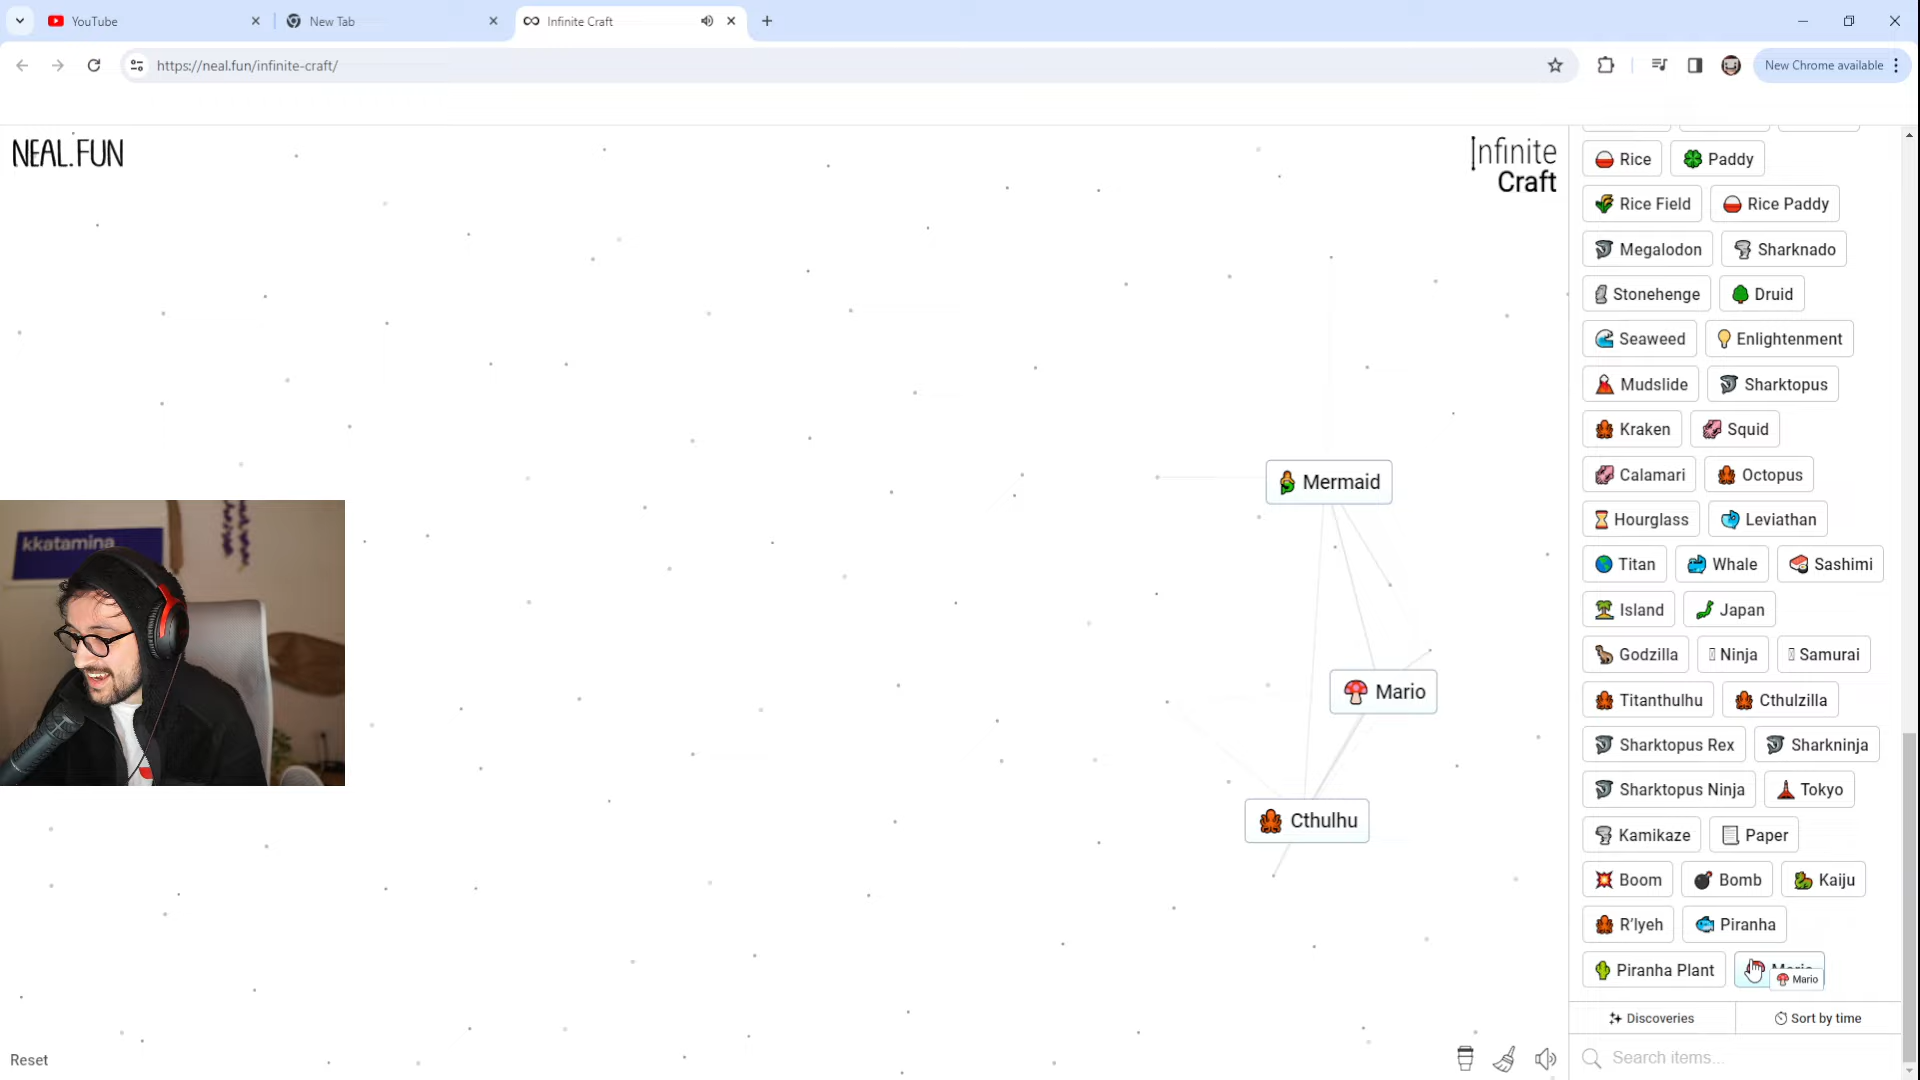 YouTube
New Tab
Infinite Craft
https://neal.fun/infinite-craft/
New Chrome available
NEAL.FUN
Infinite
Craft
Rice
Paddy
Rice Field
Rice Paddy
Megalodon
Sharknado
Stonehenge
Druid
Seaweed
Enlightenment
Mudslide
Sharktopus
Kraken
Squid
Calamari
Octopus
Hourglass
Leviathan
Titan
Whale
Sashimi
Island
Japan
Godzilla
Ninja
Samurai
Titanthulhu
Cthulzilla
Sharktopus Rex
Sharkninja
Sharktopus Ninja
Tokyo
Kamikaze
Paper
Boom
Bomb
Kaiju
R'lyeh
Piranha
Piranha Plant
Mario
Mario
Mermaid
Mario
Cthulhu
kkatamina
Discoveries
Sort by time
Search items...
Reset